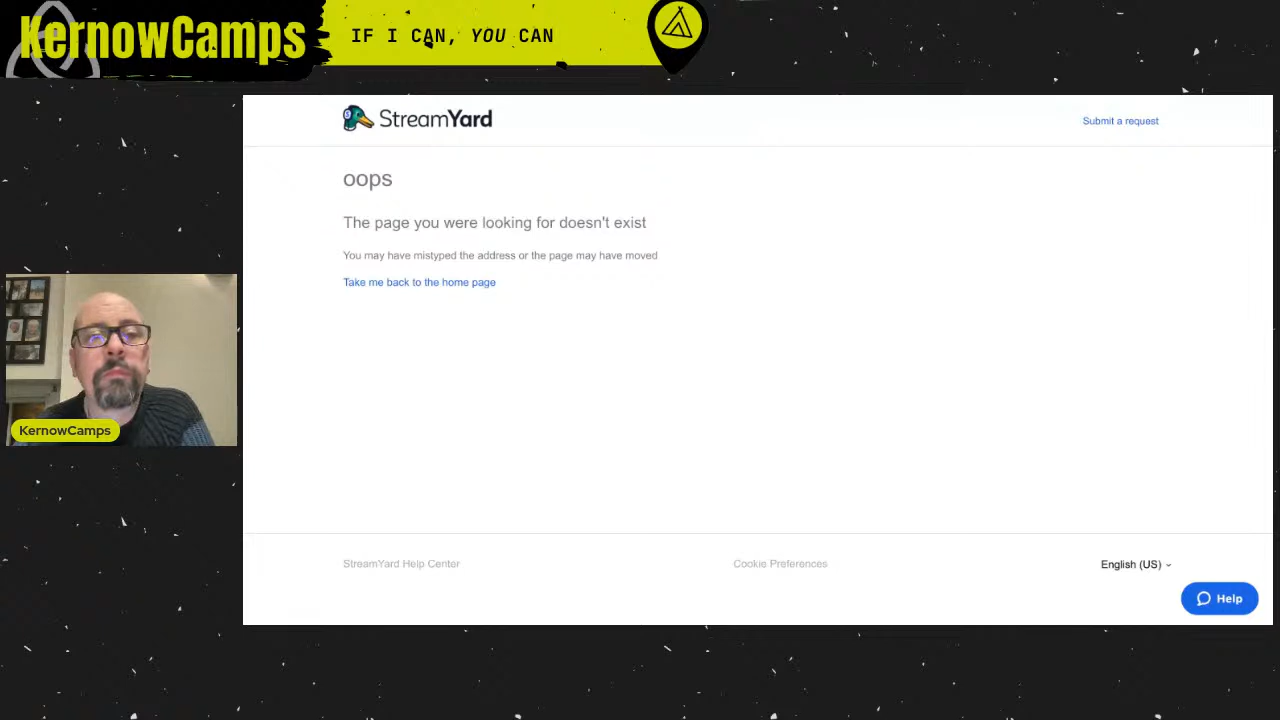 KernowCamps
IF I CAN, YOU CAN
StreamYard
Submit a request
oops
The page you were looking for doesn't exist
You may have mistyped the address or the page may have moved
Take me back to the home page
KernowCamps
StreamYard Help Center
Cookie Preferences
English (US)
Help